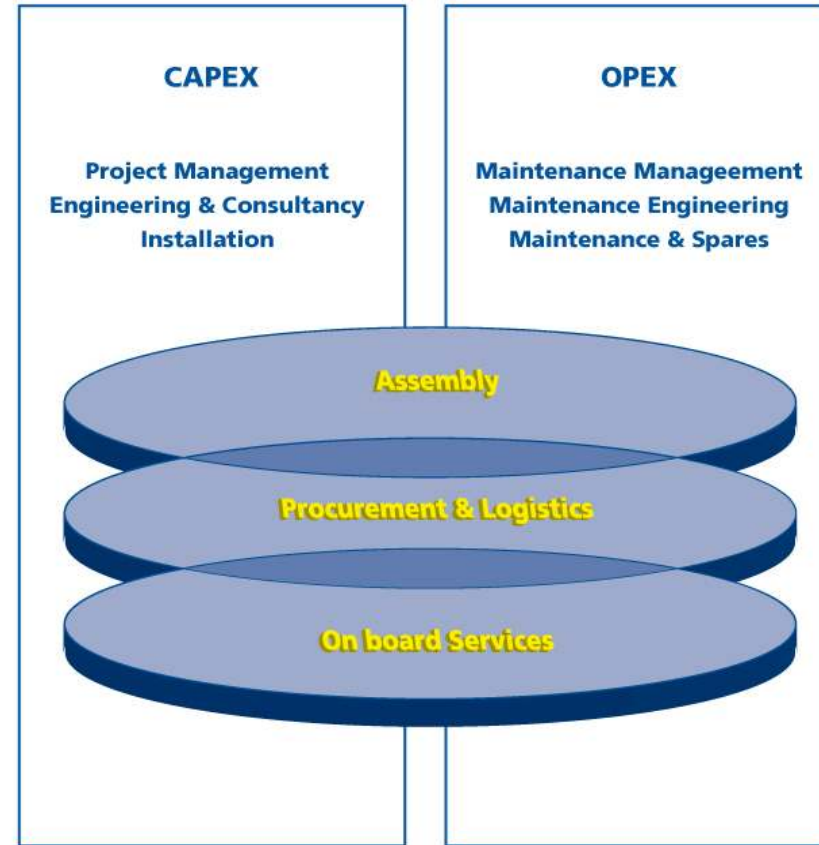 CAPEX
Project Management
Engineering & Consultancy
Installation
OPEX
Maintenance Manageement
Maintenance Engineering
Maintenance & Spares
Assembly
Procurement & Logistics
On board Services